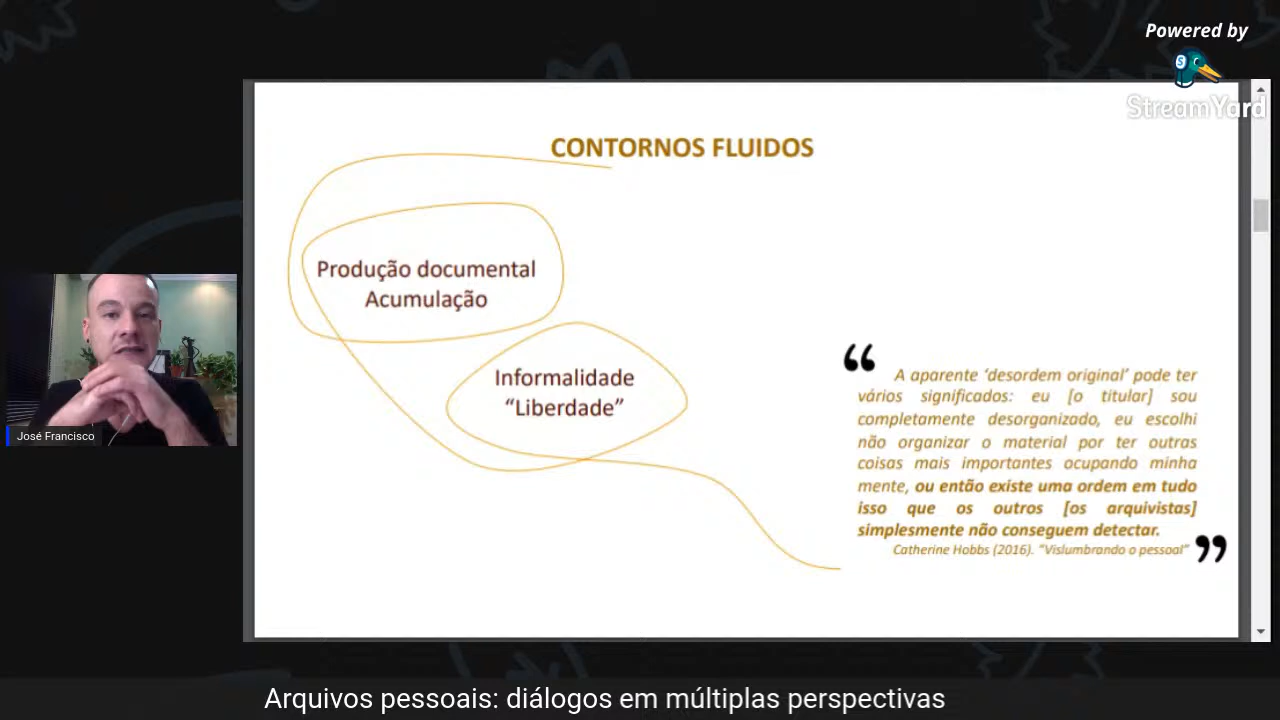 Powered by
StreamYard
CONTORNOS FLUIDOS
Produção documental
Acumulação
Informalidade
“Liberdade”
“
A aparente ‘desordem original’ pode ter
vários significados: eu [o titular] sou
completamente desorganizado, eu escolhi
não organizar o material por ter outras
coisas mais importantes ocupando minha
mente, ou então existe uma ordem em tudo
isso que os outros [os arquivistas]
simplesmente não conseguem detectar.
Catherine Hobbs (2016). “Vislumbrando o pessoal”
”
José Francisco
Arquivos pessoais: diálogos em múltiplas perspectivas